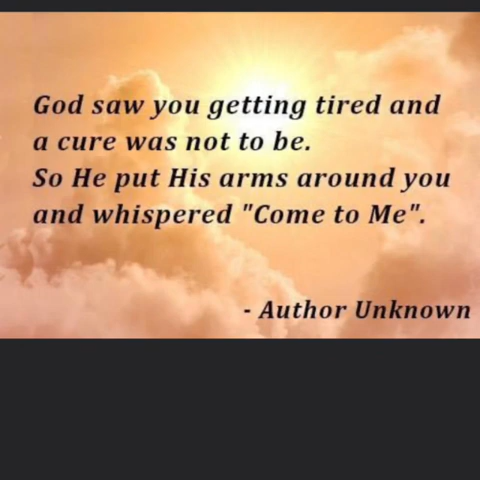 God saw you getting tired and
a cure was not to be.
So He put His arms around you
and whispered "Come to Me".
- Author Unknown